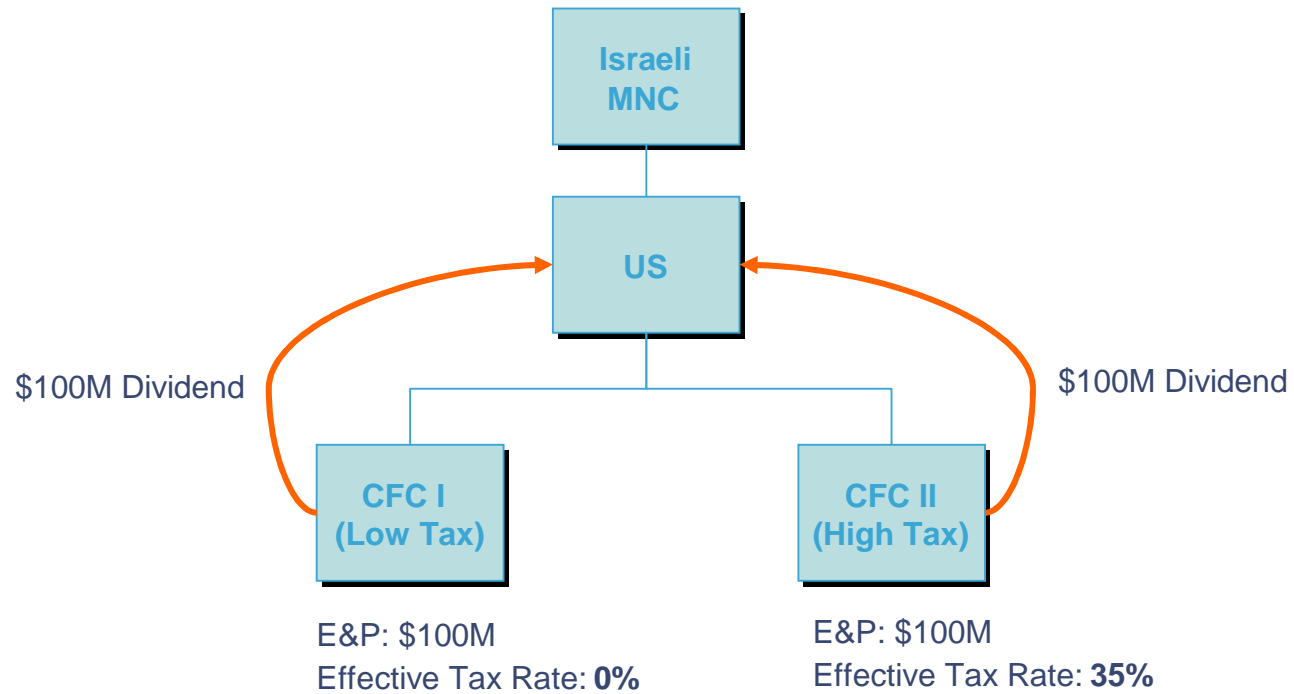 Israeli
MNC
US
$100M Dividend
$100M Dividend
CFC I
(Low Tax)
CFC II
(High Tax)
E&P: $100M
Effective Tax Rate: 0%
E&P: $100M
Effective Tax Rate: 35%